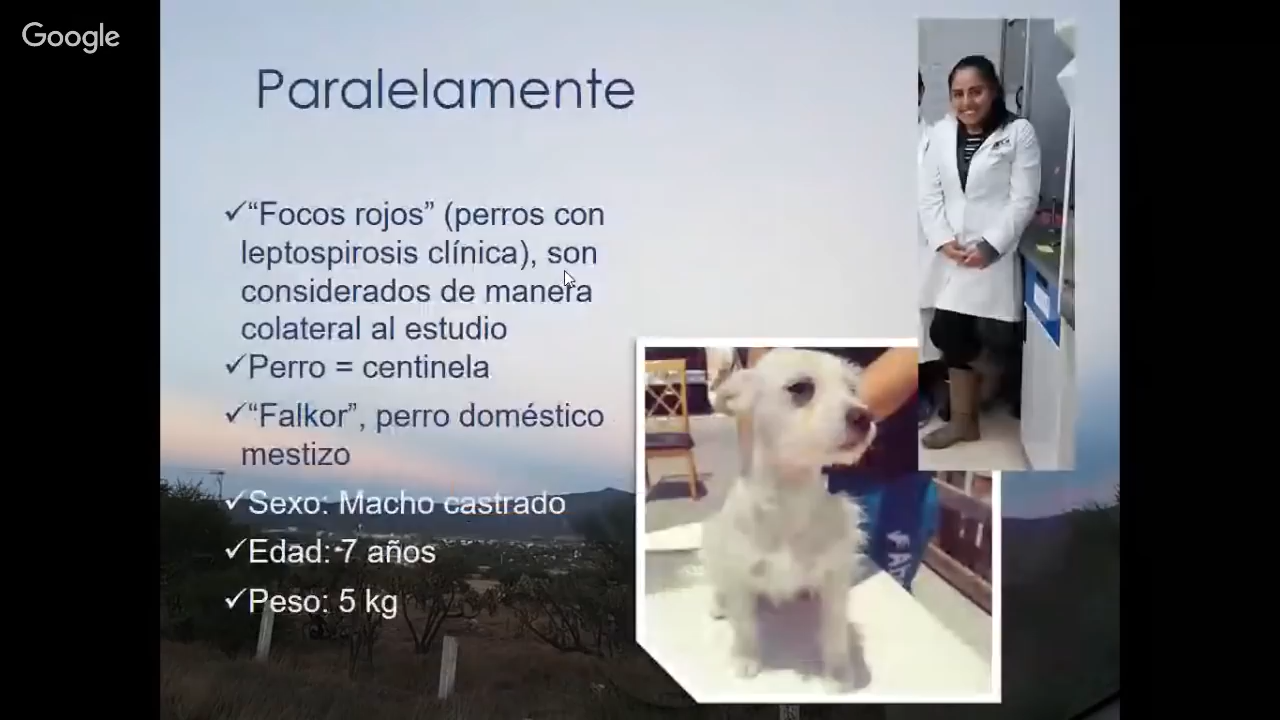 Google
Paralelamente
✓“Focos rojos” (perros con
leptospirosis clínica), son
considerados de manera
colateral al estudio
✓Perro = centinela
✓“Falkor”, perro doméstico
mestizo
✓Sexo: Macho castrado
✓Edad: 7 años
✓Peso: 5 kg